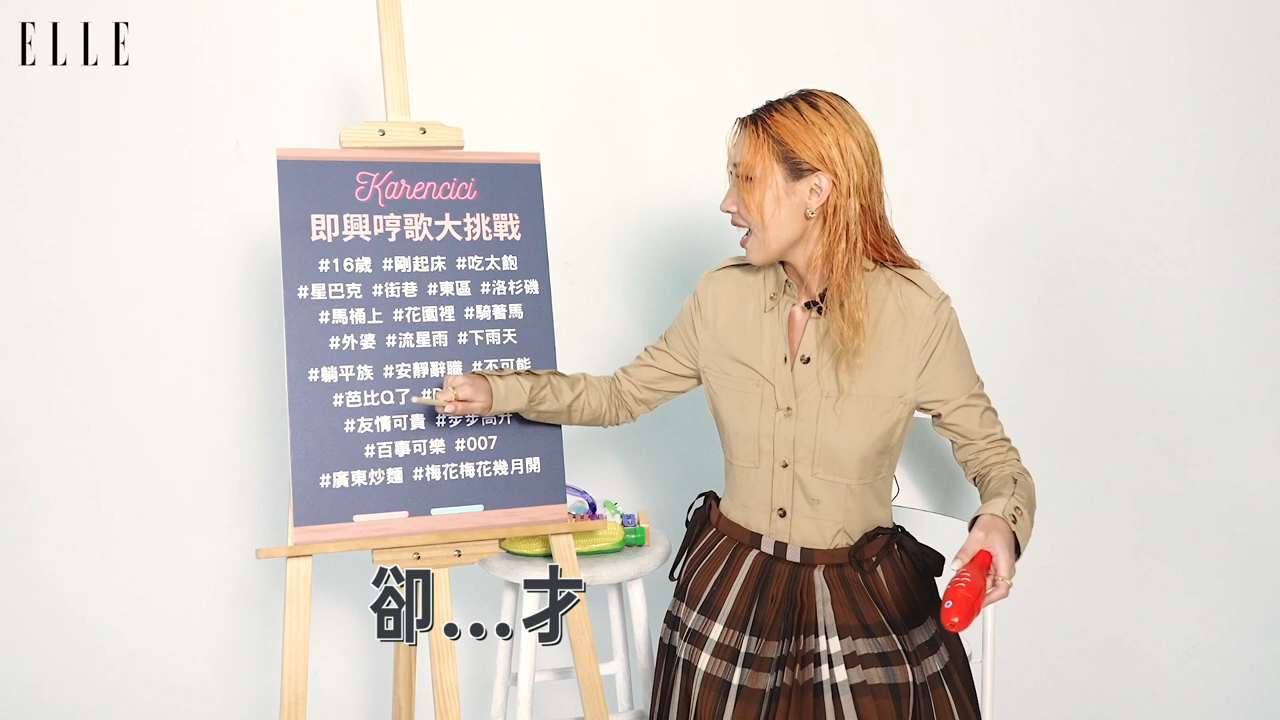 ELLE
Karencici
即興哼歌大挑戰
#16歲 #剛起床 #吃太飽
#星巴克 #街巷 #東區 #洛杉磯
#馬桶上 #花園裡 #騎著馬
#外婆 #流星雨 #下雨天
#躺平族 #安靜辭職 #不可能
#芭比Q了
#友情可貴 #步步高升
#百事可樂 #007
#廣東炒麵 #梅花梅花幾月開
卻...才